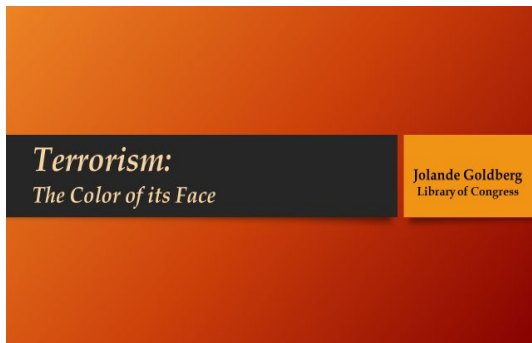 Terrorism:
The Color of its Face
Jolande Goldberg
Library of Congress